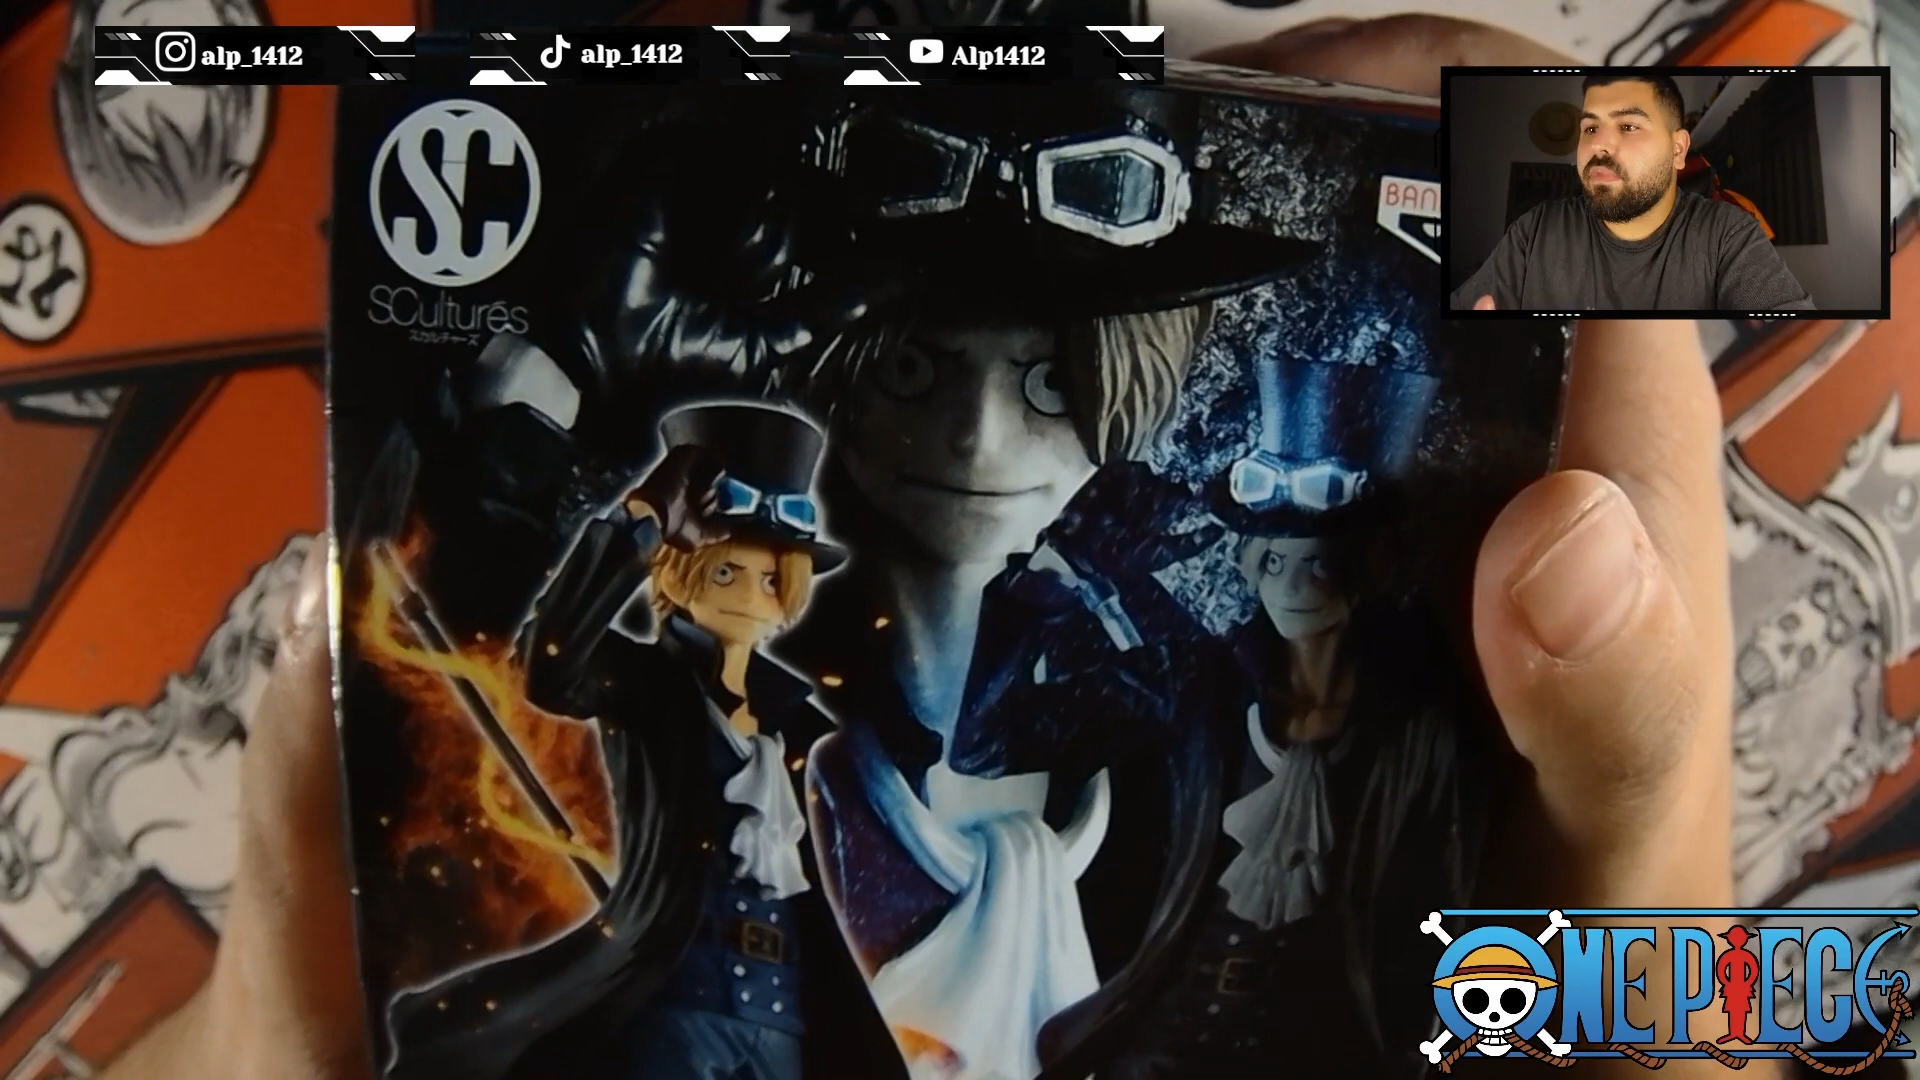 alp_1412
alp_1412
Alp1412
SC
SCultures
スカルチャーズ
BAN
ONE PIECE